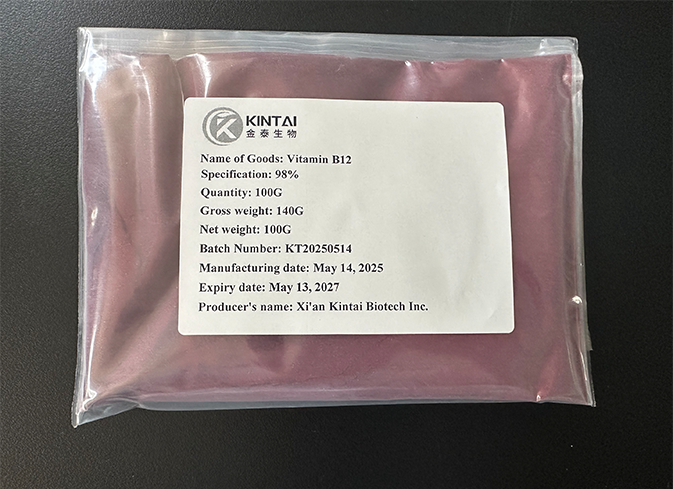 KINTAI
金泰生物
Name of Goods: Vitamin B12
Specification: 98%
Quantity: 100G
Gross weight: 140G
Net weight: 100G
Batch Number: KT20250514
Manufacturing date: May 14, 2025
Expiry date: May 13, 2027
Producer's name: Xi'an Kintai Biotech Inc.